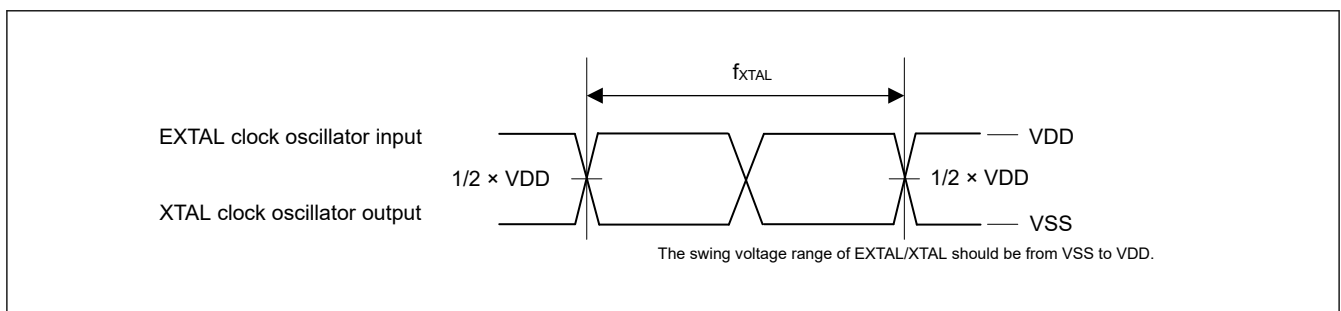 fXTAL
EXTAL clock oscillator input
VDD
1/2 × VDD
1/2 × VDD
XTAL clock oscillator output
VSS
The swing voltage range of EXTAL/XTAL should be from VSS to VDD.